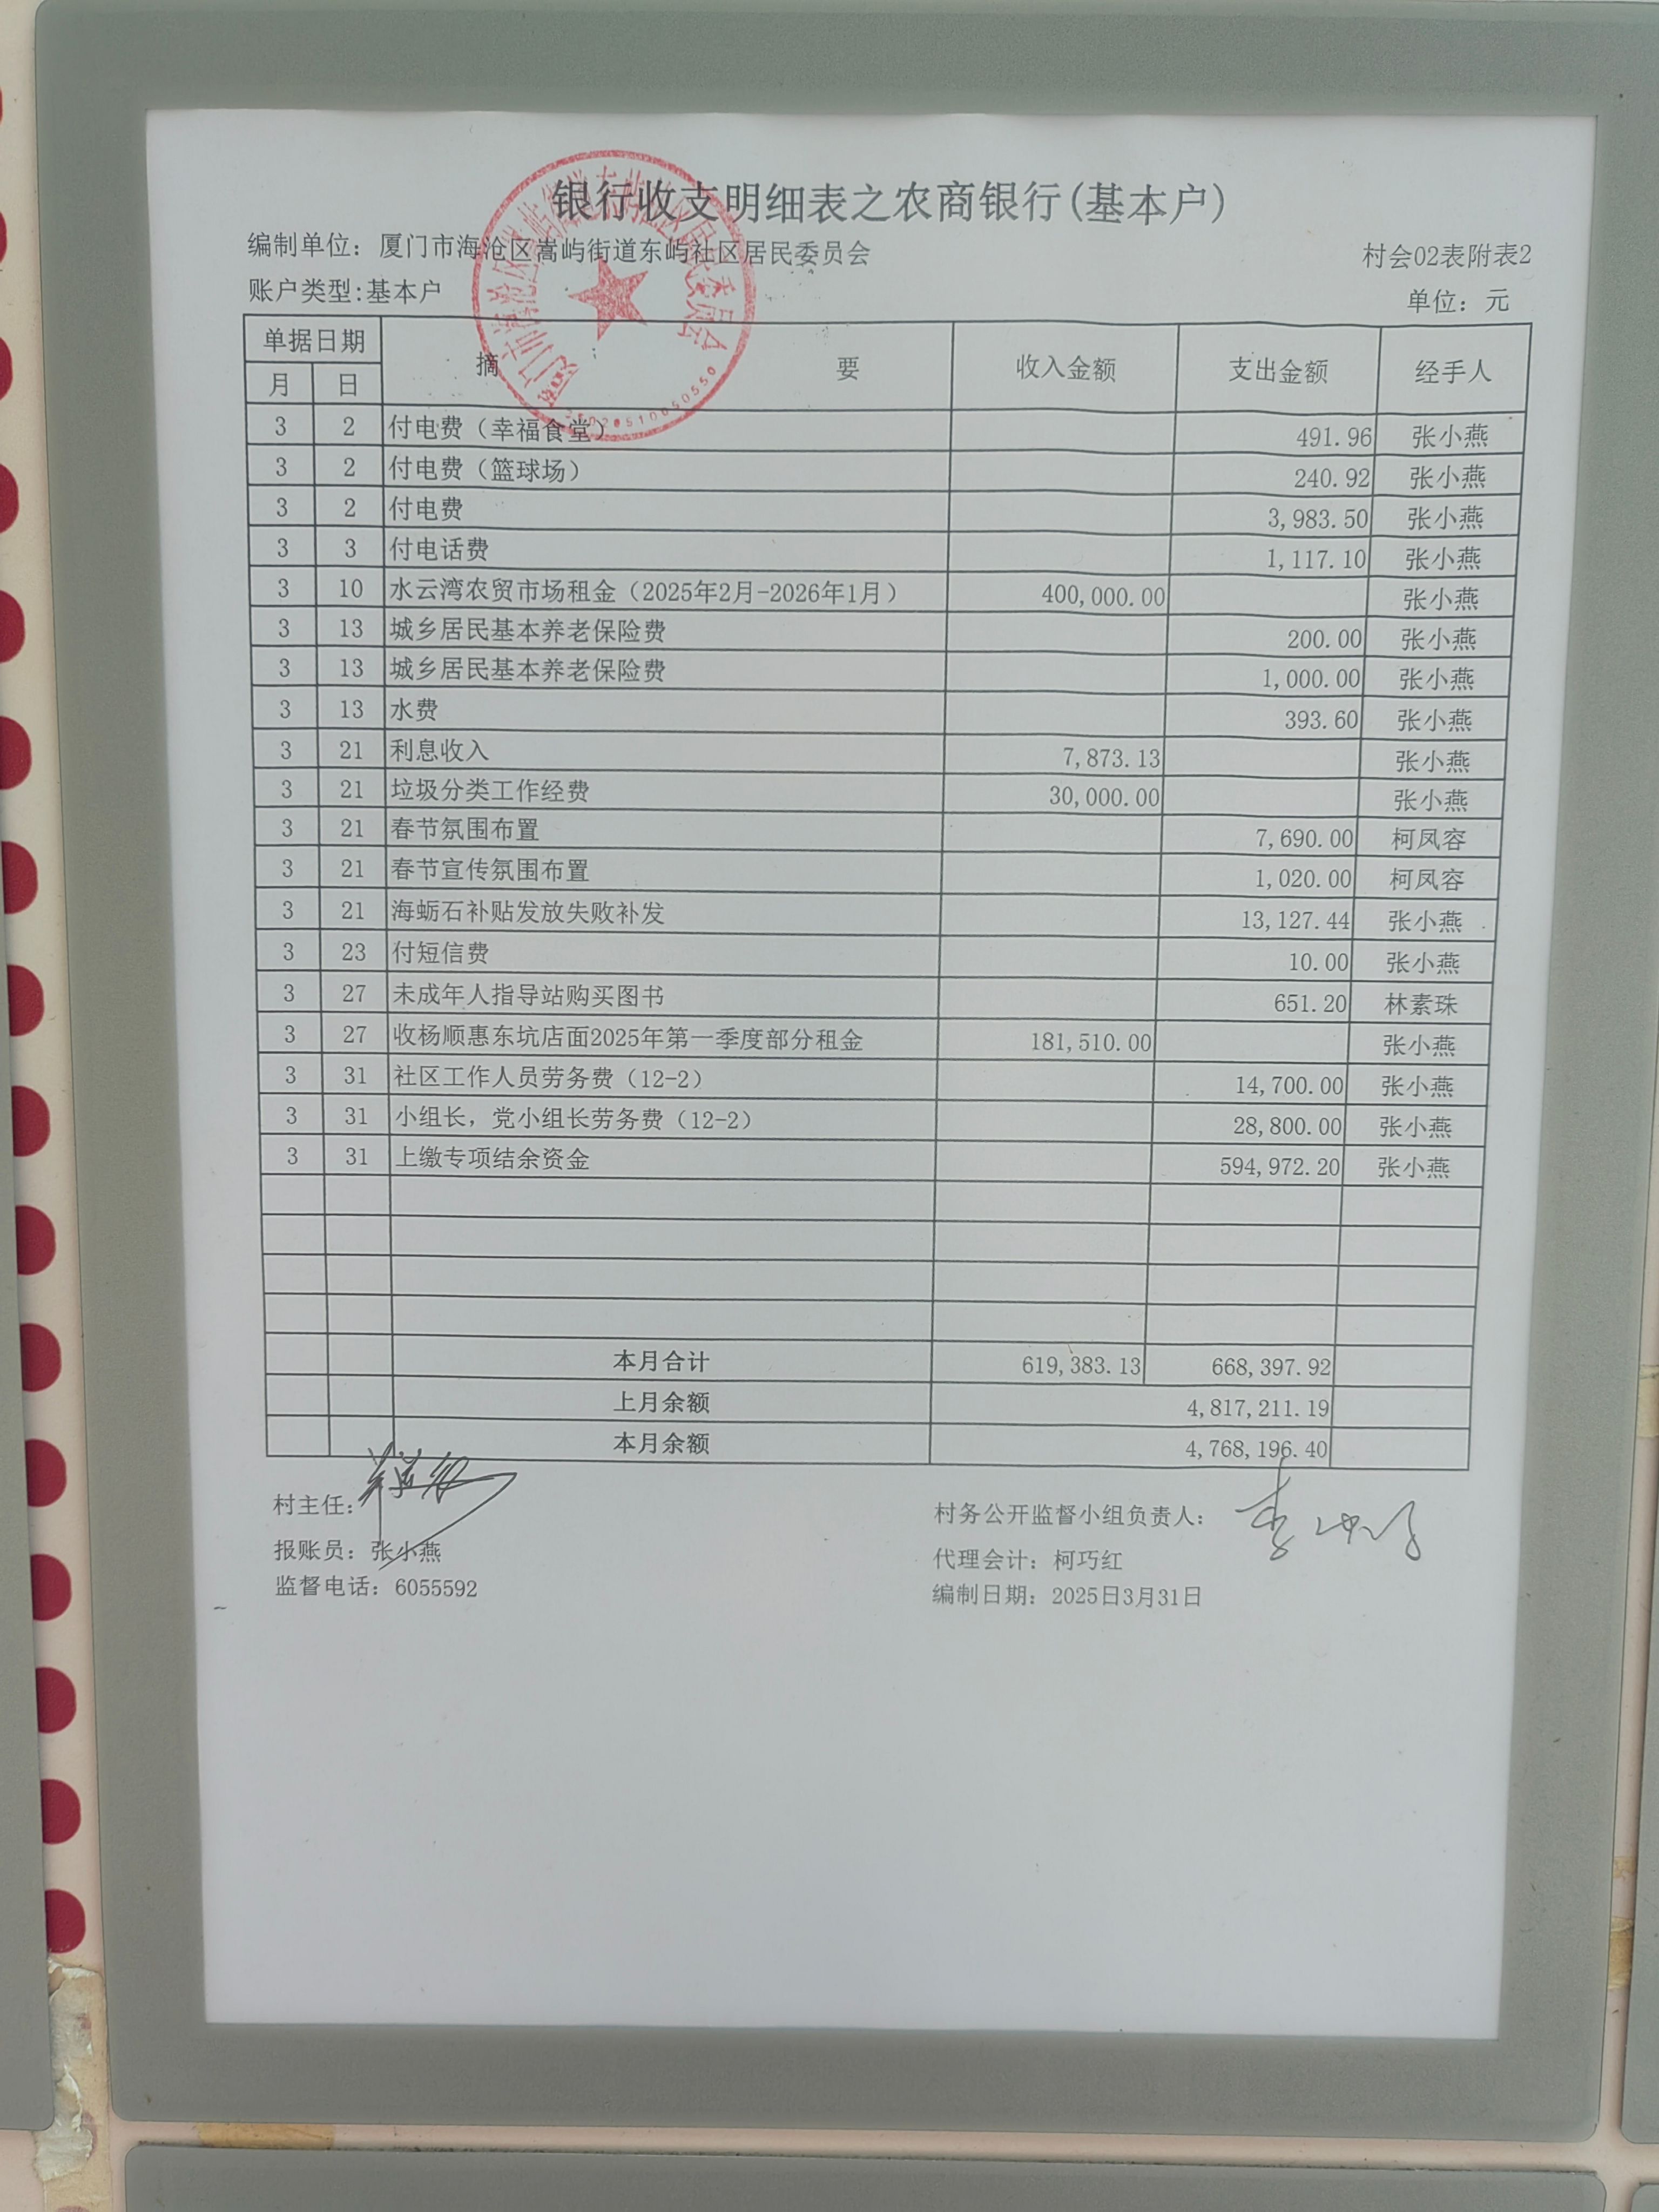 银行收支明细表之农商银行(基本户)
编制单位：厦门市海沧区嵩屿街道东屿社区居民委员会 村会02表附表2
账户类型:基本户 单位：元
单据日期 摘 要 收入金额 支出金额 经手人
月 日
3 2 付电费（幸福食堂） 491.96 张小燕
3 2 付电费（篮球场） 240.92 张小燕
3 2 付电费 3,983.50 张小燕
3 3 付电话费 1,117.10 张小燕
3 10 水云湾农贸市场租金（2025年2月-2026年1月） 400,000.00 张小燕
3 13 城乡居民基本养老保险费 200.00 张小燕
3 13 城乡居民基本养老保险费 1,000.00 张小燕
3 13 水费 393.60 张小燕
3 21 利息收入 7,873.13 张小燕
3 21 垃圾分类工作经费 30,000.00 张小燕
3 21 春节氛围布置 7,690.00 柯凤容
3 21 春节宣传氛围布置 1,020.00 柯凤容
3 21 海蛎石补贴发放失败补发 13,127.44 张小燕
3 23 付短信费 10.00 张小燕
3 27 未成年人指导站购买图书 651.20 林素珠
3 27 收杨顺惠东坑店面2025年第一季度部分租金 181,510.00 张小燕
3 31 社区工作人员劳务费（12-2） 14,700.00 张小燕
3 31 小组长，党小组长劳务费（12-2） 28,800.00 张小燕
3 31 上缴专项结余资金 594,972.20 张小燕
本月合计 619,383.13 668,397.92
上月余额 4,817,211.19
本月余额 4,768,196.40
村主任： 村务公开监督小组负责人：
报账员：张小燕 代理会计：柯巧红
监督电话：6055592 编制日期：2025日3月31日